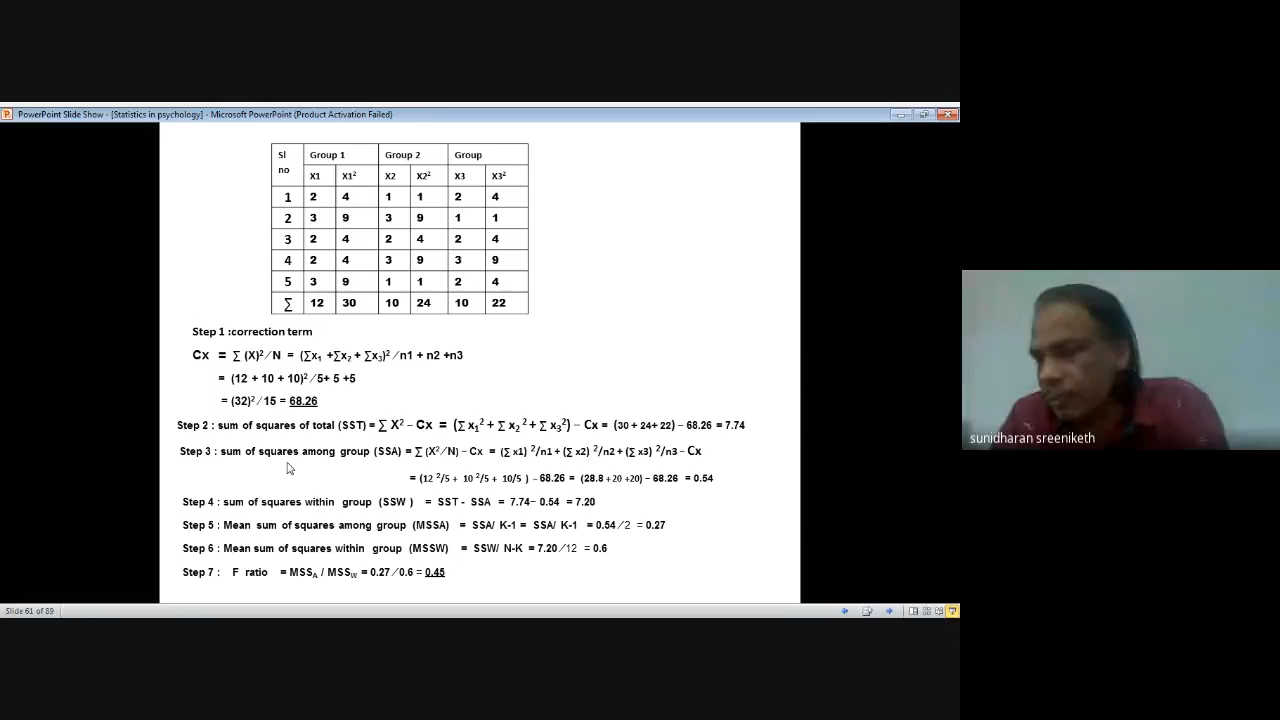 PowerPoint Slide Show - [Statistics in psychology] - Microsoft PowerPoint (Product Activation Failed)
Sl no Group 1 Group 2 Group
X1 X1² X2 X2² X3 X3²
1 2 4 1 1 2 4
2 3 9 3 9 1 1
3 2 4 2 4 2 4
4 2 4 3 9 3 9
5 3 9 1 1 2 4
∑ 12 30 10 24 10 22
Step 1 :correction term
Cx = ∑ (X)² ∕ N = (∑x₁ +∑x₂ + ∑x₃)² ∕ n1 + n2 +n3
= (12 + 10 + 10)² ∕ 5+ 5 +5
= (32)² ∕ 15 = 68.26
Step 2 : sum of squares of total (SST) = ∑ X² − Cx = (∑ x₁² + ∑ x₂ ² + ∑ x₃²) − Cx = (30 + 24+ 22) − 68.26 = 7.74
Step 3 : sum of squares among group (SSA) = ∑ (X²∕ N) − Cx = (∑ x1) ²/n1 + (∑ x2) ²/n2 + (∑ x3) ²/n3 − Cx
= (12 ²/5 + 10 ²/5 + 10/5 ) − 68.26 = (28.8 + 20 +20) − 68.26 = 0.54
Step 4 : sum of squares within group (SSW ) = SST - SSA = 7.74− 0.54 = 7.20
Step 5 : Mean sum of squares among group (MSSA) = SSA/ K-1 = SSA/ K-1 = 0.54 ∕ 2 = 0.27
Step 6 : Mean sum of squares within group (MSSW) = SSW/ N-K = 7.20 ∕ 12 = 0.6
Step 7 : F ratio = MSS_A / MSS_W = 0.27 ∕ 0.6 = 0.45
sunidharan sreeniketh
Slide 61 of 89